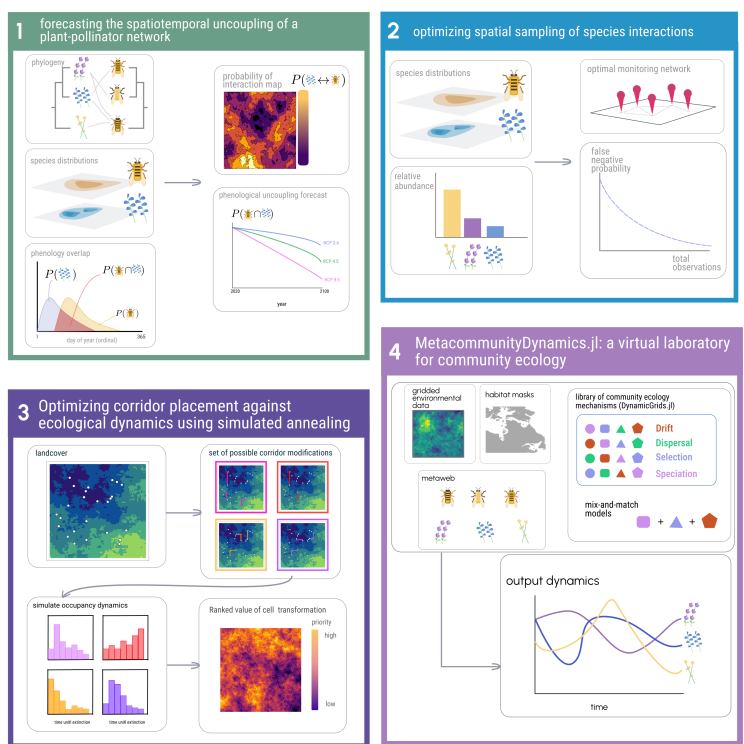 1
forecasting the spatiotemporal uncoupling of a
plant-pollinator network
phylogeny
species distributions
phenology overlap
P( )
P( ∩ )
P( )
1
365
day of year (ordinal)
probability of
interaction map
P( ↔ )
phenological uncoupling forecast
P( ∩ )
RCP 2.6
RCP 4.5
RCP 8.5
2020
2100
year
2
optimizing spatial sampling of species interactions
species distributions
relative
abundance
optimal monitoring network
false
negative
probability
total
observations
3
Optimizing corridor placement against
ecological dynamics using simulated annealing
landcover
set of possible corridor modifications
simulate occupancy dynamics
time until extinction
time until extinction
Ranked value of cell transformation
priority
high
low
4
MetacommunityDynamics.jl: a virtual laboratory
for community ecology
gridded
environmental
data
habitat masks
metaweb
library of community ecology
mechanisms (DynamicGrids.jl)
Drift
Dispersal
Selection
Speciation
mix-and-match
models
+ +
output dynamics
time